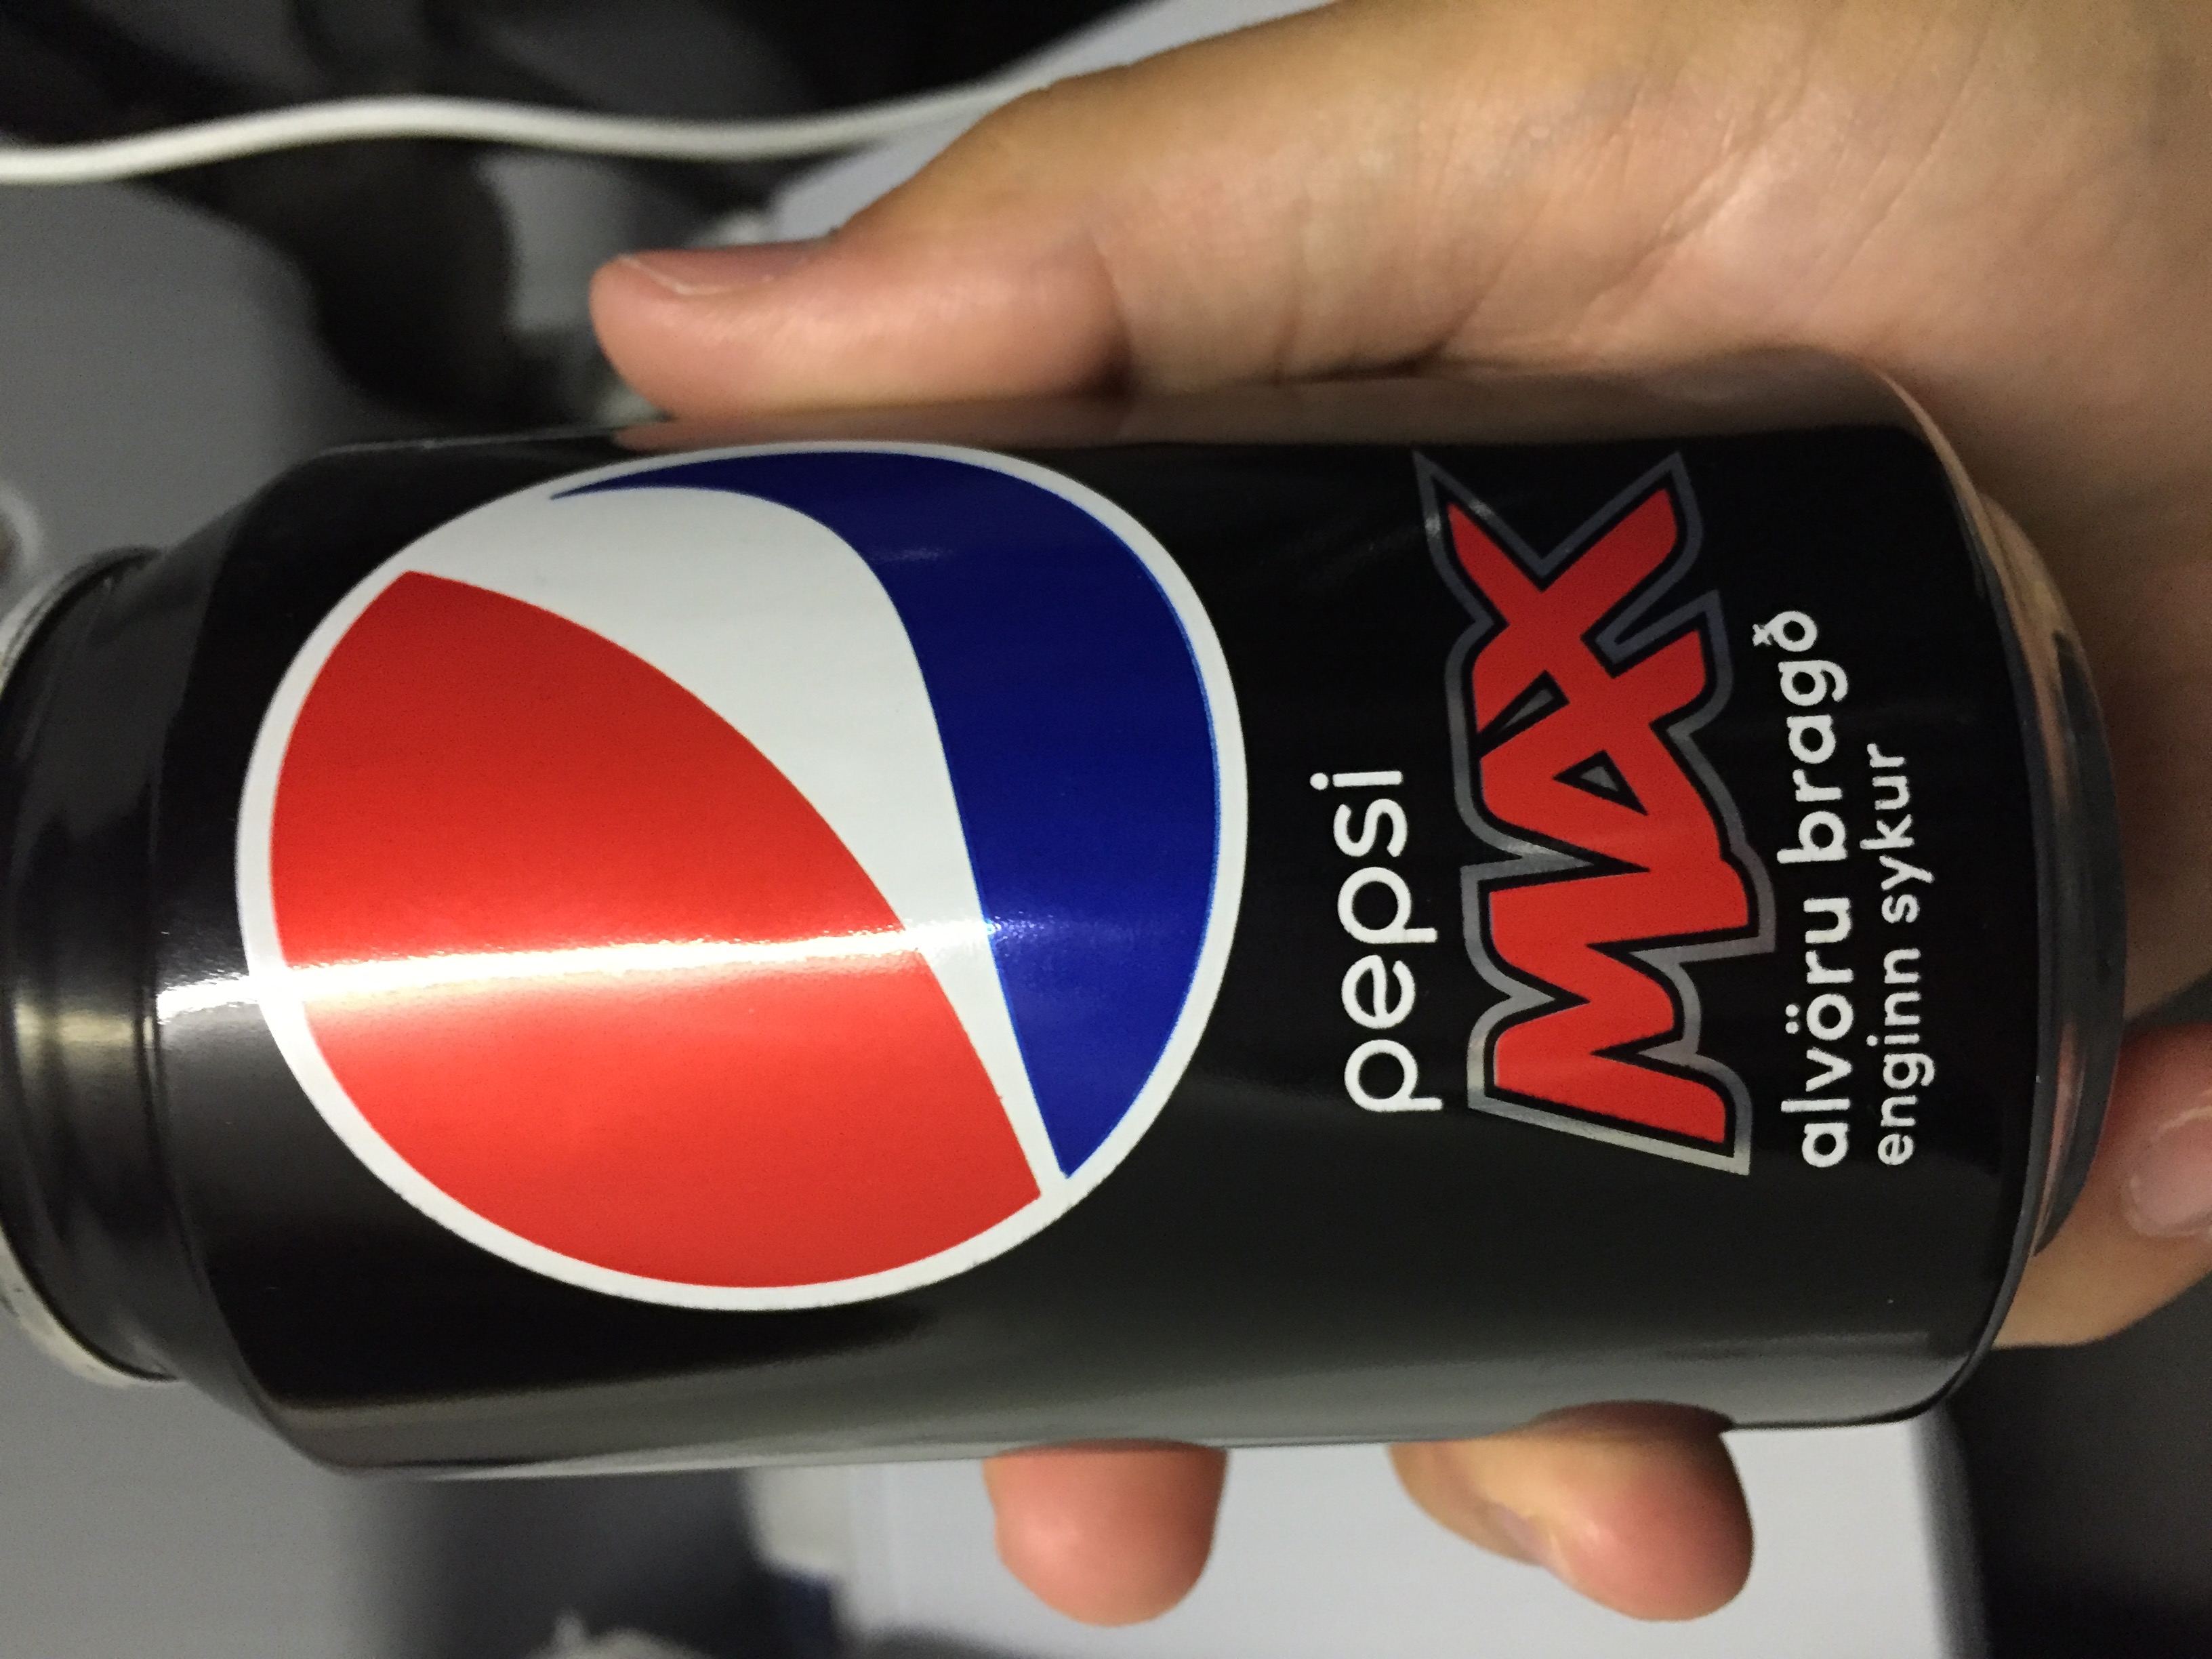 pepsi
MAX
alvöru bragð
enginn sykur